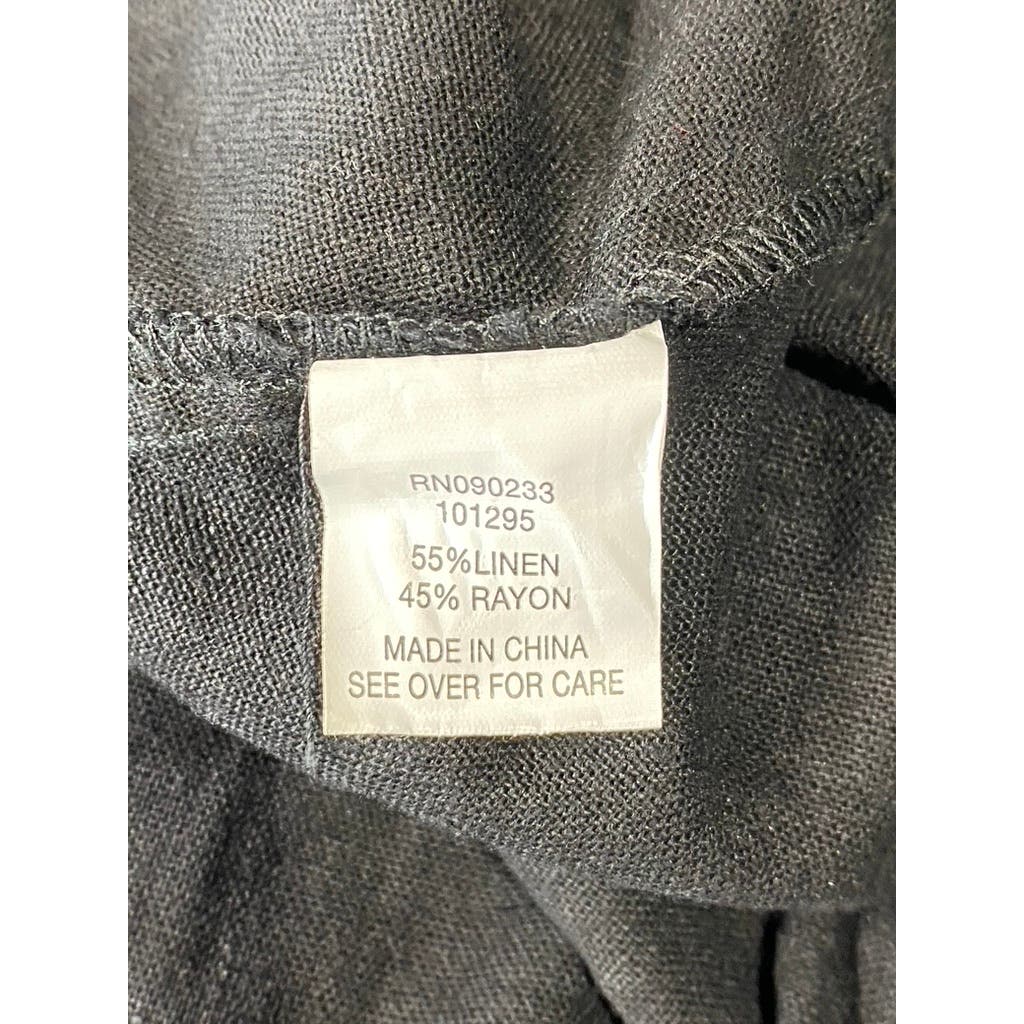 RN090233
101295
55%LINEN
45% RAYON
MADE IN CHINA
SEE OVER FOR CARE